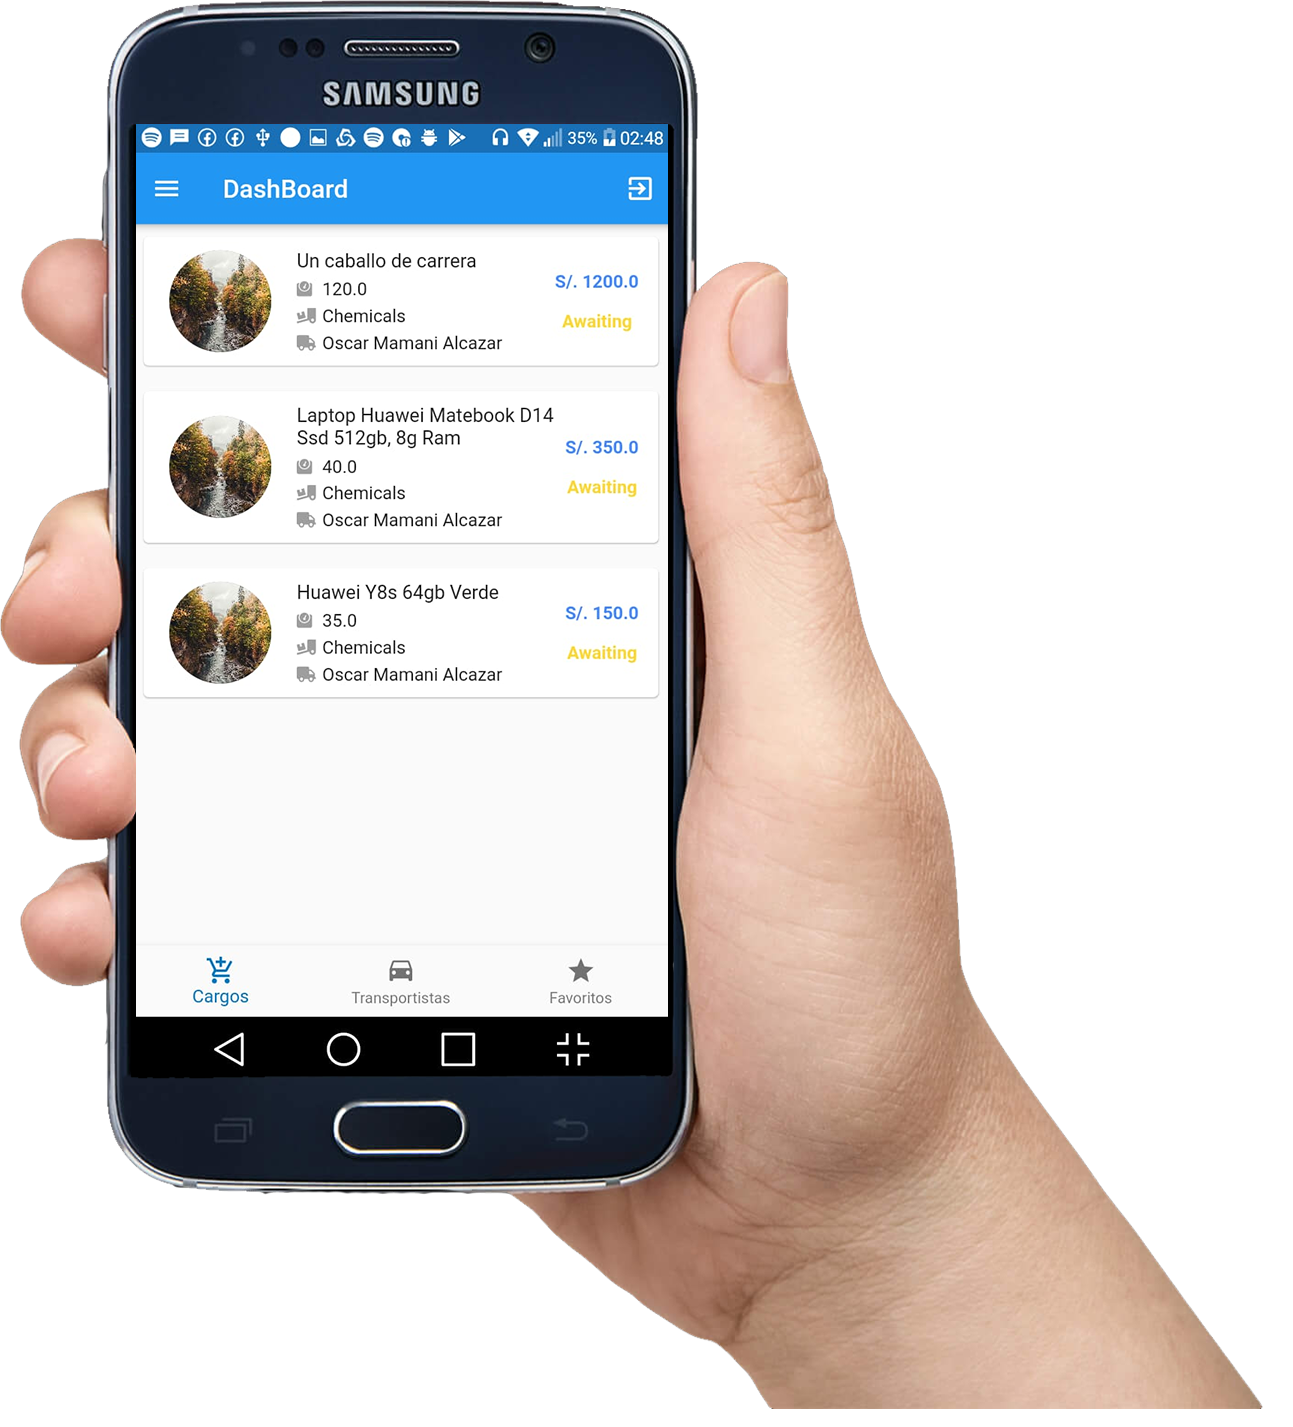 SAMSUNG
35% 02:48
DashBoard
Un caballo de carrera
120.0
Chemicals
Oscar Mamani Alcazar
S/. 1200.0
Awaiting
Laptop Huawei Matebook D14
Ssd 512gb, 8g Ram
40.0
Chemicals
Oscar Mamani Alcazar
S/. 350.0
Awaiting
Huawei Y8s 64gb Verde
35.0
Chemicals
Oscar Mamani Alcazar
S/. 150.0
Awaiting
Cargos
Transportistas
Favoritos